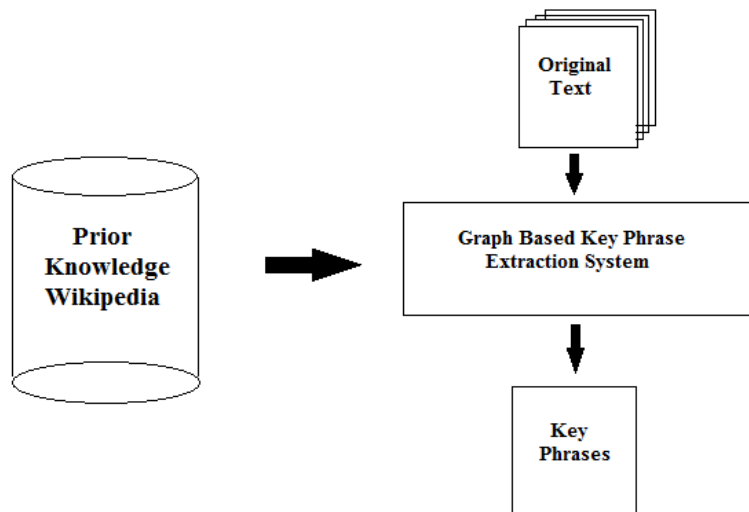 Original
Text
Prior
Knowledge
Wikipedia
Graph Based Key Phrase
Extraction System
Key
Phrases